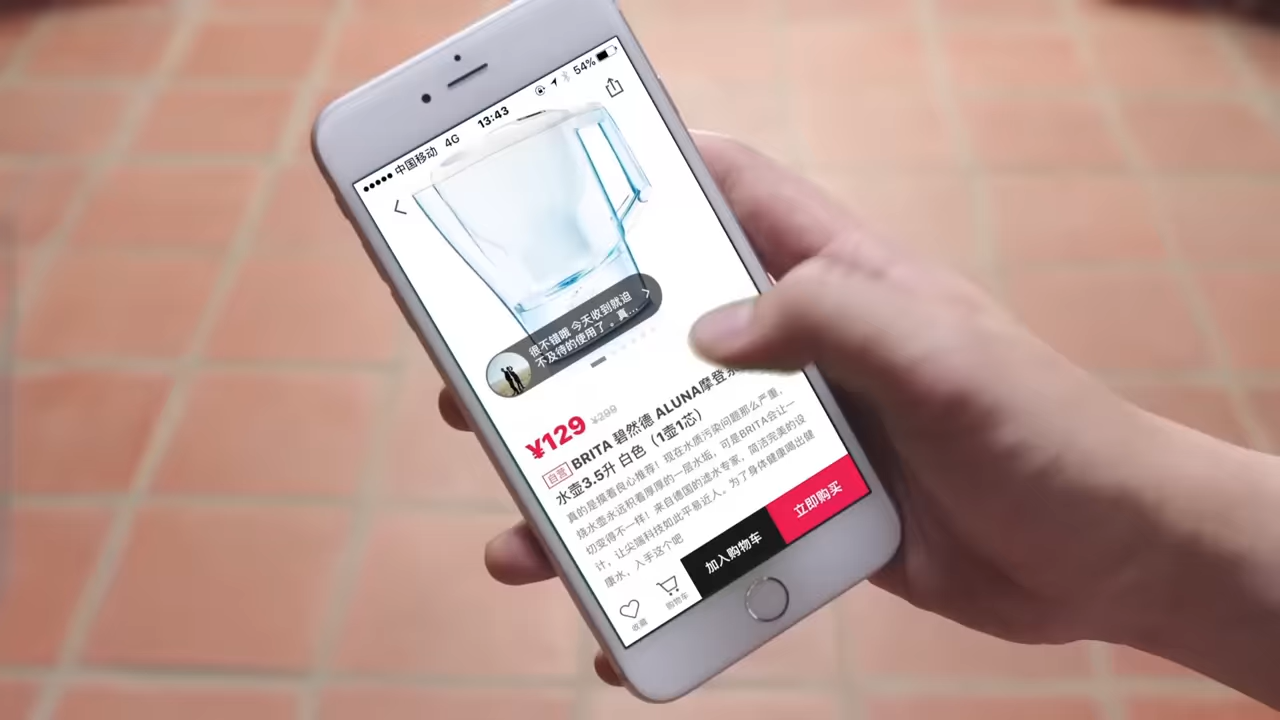 中国移动 4G 13:43 54%
很不错哦 今天收到就迫
不及待的使用了。真...
¥129 ¥299
自营 BRITA 碧然德 ALUNA摩登
水壶3.5升 白色（1壶1芯）
真的是摸着良心推荐！现在水质污染问题那么严重，
烧水壶永远积着厚厚的一层水垢，可是BRITA会让一
切变得不一样！来自德国的滤水专家，简洁完美的设
计，让尖端科技如此平易近人，为了身体健康喝出健
康水，入手这个吧
收藏
购物车
加入购物车
立即购买